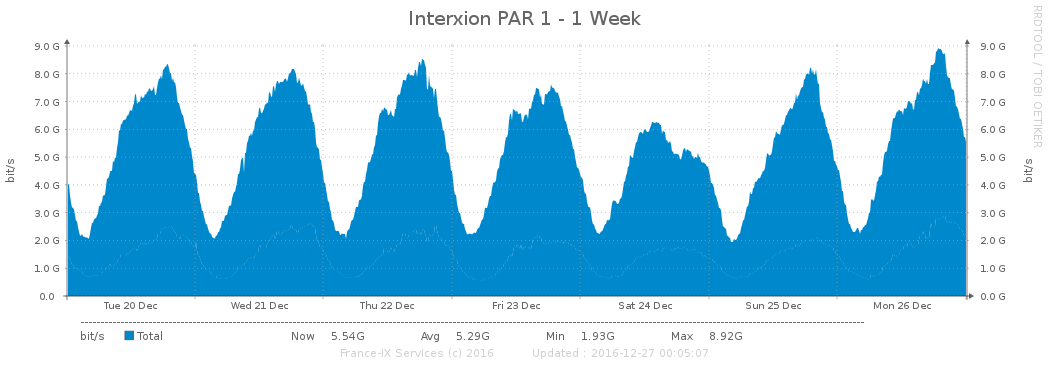 Interxion PAR 1 - 1 Week
RRDTOOL / TOBI OETIKER
9.0 G 9.0 G
8.0 G 8.0 G
7.0 G 7.0 G
6.0 G 6.0 G
5.0 G 5.0 G
4.0 G 4.0 G
3.0 G 3.0 G
2.0 G 2.0 G
1.0 G 1.0 G
0.0 0.0 G
bit/s bit/s
Tue 20 Dec Wed 21 Dec Thu 22 Dec Fri 23 Dec Sat 24 Dec Sun 25 Dec Mon 26 Dec
bit/s Total Now 5.54G Avg 5.29G Min 1.93G Max 8.92G
France-IX Services (c) 2016 Updated : 2016-12-27 00:05:07